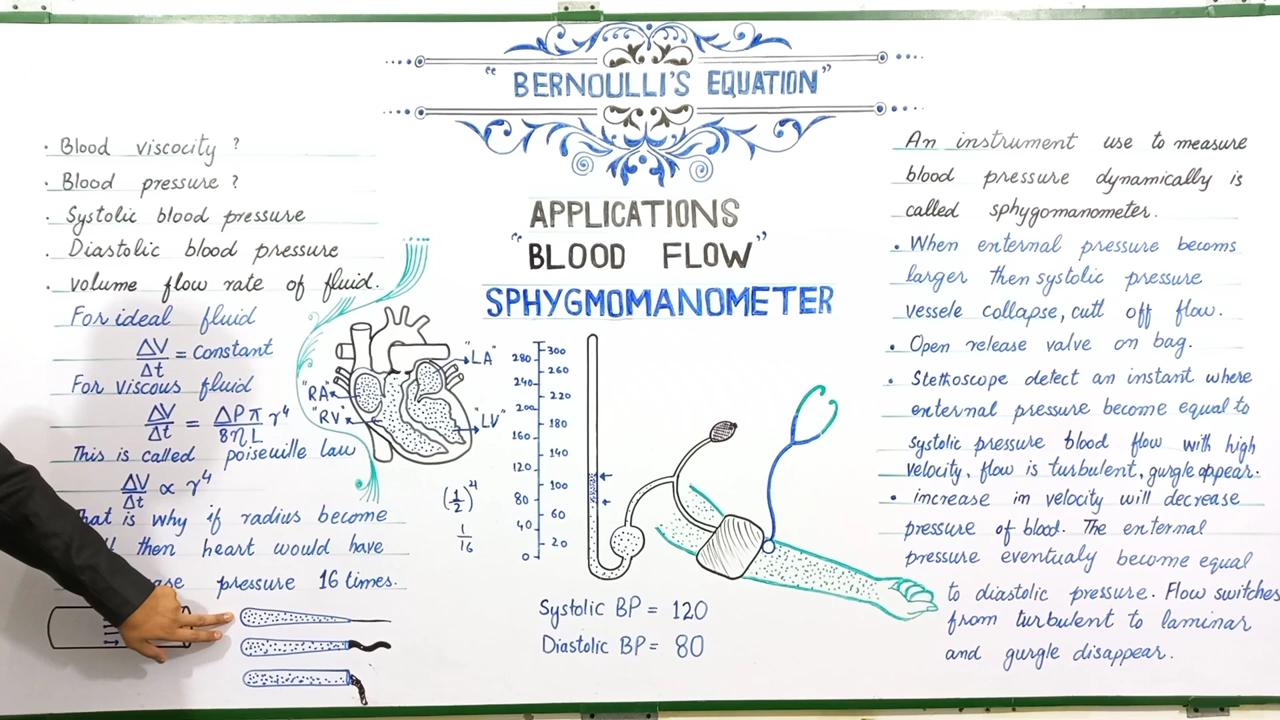 "BERNOULLI'S EQUATION"
APPLICATIONS
"BLOOD FLOW"
SPHYGMOMANOMETER
• Blood viscocity ?
• Blood pressure ?
• Systolic blood pressure
• Diastolic blood pressure
• volume flow rate of fluid.
For ideal fluid
ΔV/Δt = constant
For viscous fluid
ΔV/Δt = ΔPπ r⁴/8ηL
This is called poiseuille law
ΔV/Δt ∝ r⁴
that is why if radius become
then heart would have
pressure 16 times.
"LA"
"RA"
"RV"
"LV"
(1/2)⁴
1/16
300
280
260
240
220
200
180
160
140
120
100
80
60
40
20
0
Systolic BP = 120
Diastolic BP = 80
An instrument use to measure
blood pressure dynamically is
called sphygomanometer.
• When enternal pressure becoms
larger then systolic pressure
vessele collapse, cutt off flow.
• Open release valve on bag.
• Stethoscope detect an instant where
enternal pressure become equal to
systolic pressure blood flow with high
velocity, flow is turbulent, gurgle appear.
• increase in velocity will decrease
pressure of blood. The enternal
pressure eventualy become equal
to diastolic pressure. Flow switches
from turbulent to laminar
and gurgle disappear.